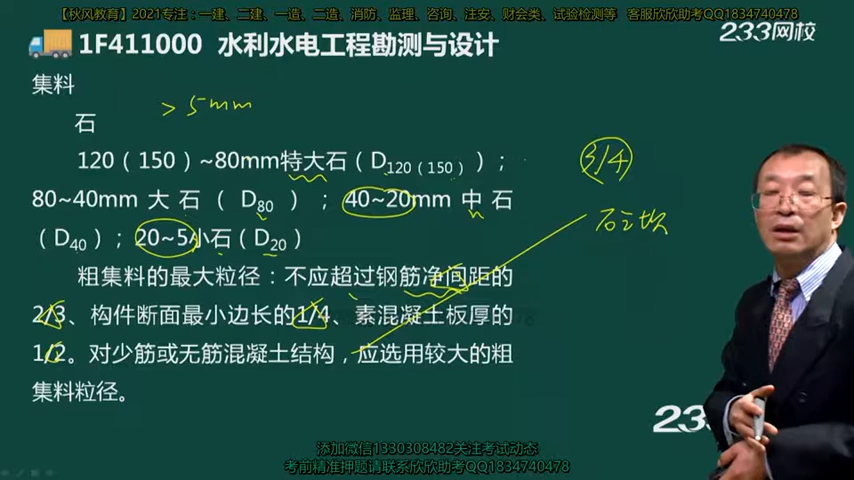 【秋风教育】2021专注：一建、二建、一造、二造、消防、监理、咨询、注安、财会类、试验检测等 客服欣欣助考QQ1834740478
1F411000 水利水电工程勘测与设计
233网校
集料
>5mm
石
120（150）~80mm特大石（D120（150））；
3/4
80~40mm 大石（D80）；40~20mm 中石
（D40）；20~5小石（D20）
粗集料的最大粒径：不应超过钢筋净间距的
2/3、构件断面最小边长的1/4、素混凝土板厚的
1/2。对少筋或无筋混凝土结构，应选用较大的粗
集料粒径。
233
添加微信1330308482关注考试动态
考前精准押题请联系欣欣助考QQ1834740478